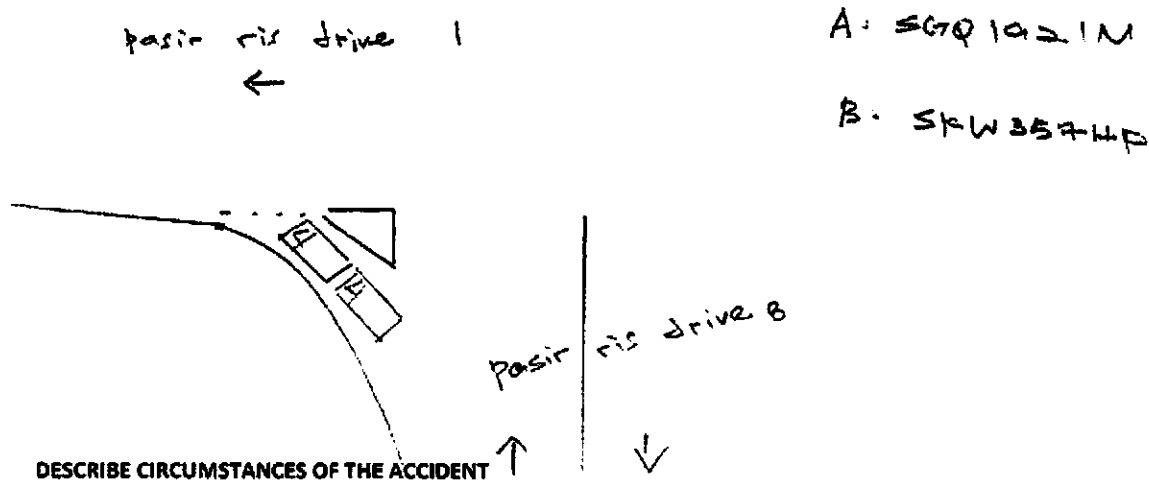 pasir ris drive 1
←
A: SGQ1921M
B. SKW357HP
pasir ris drive 8
DESCRIBE CIRCUMSTANCES OF THE ACCIDENT